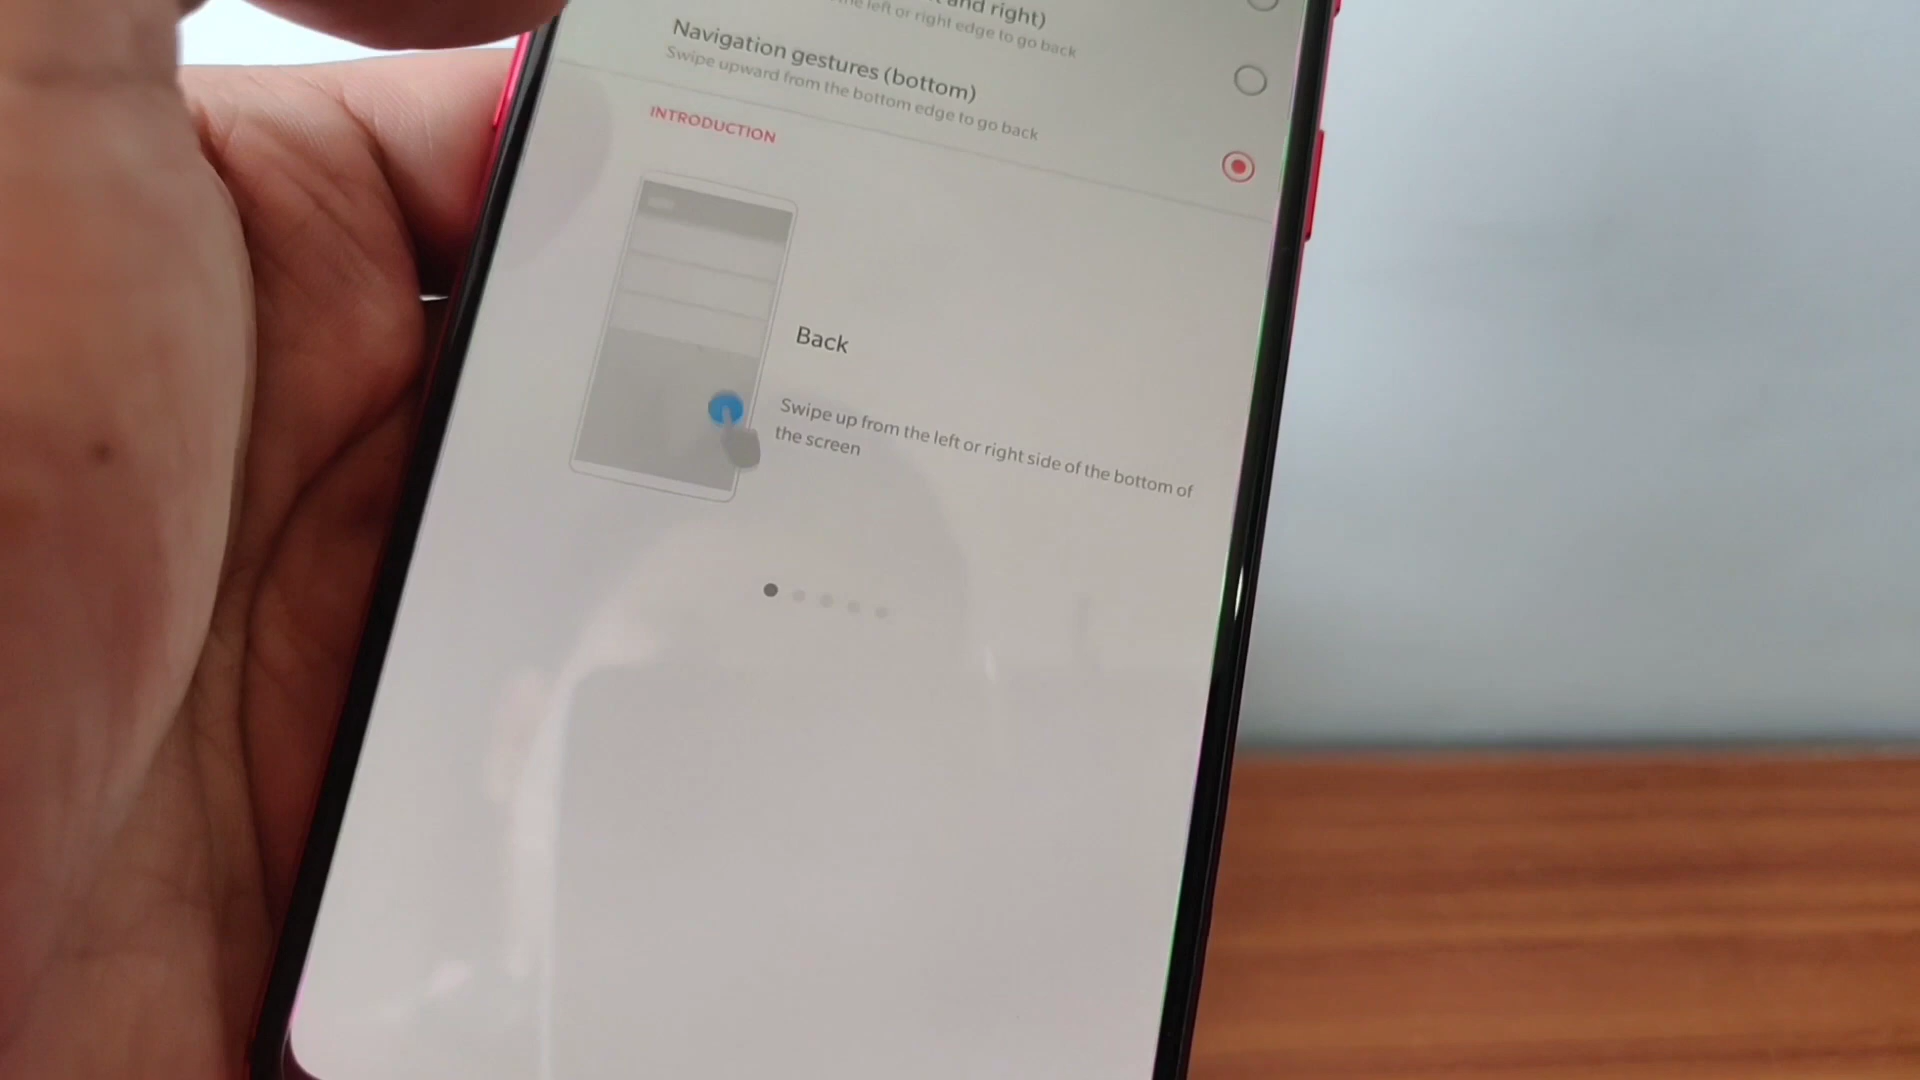 and right)
the left or right edge to go back
Navigation gestures (bottom)
Swipe upward from the bottom edge to go back
INTRODUCTION
Back
Swipe up from the left or right side of the bottom of
the screen